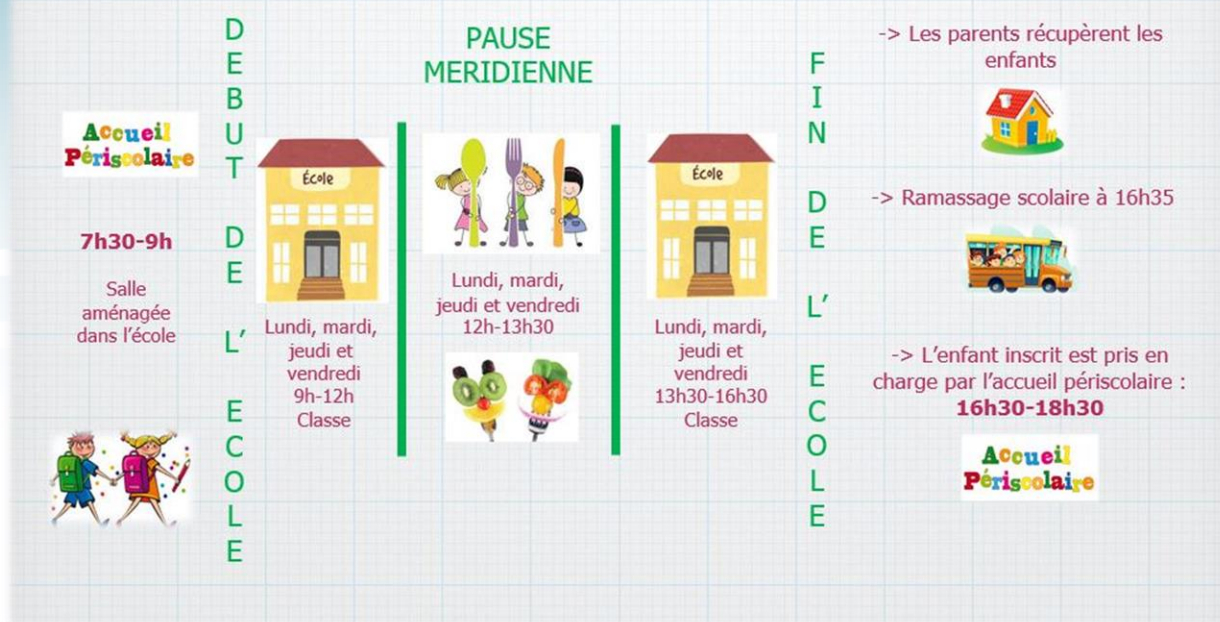 Accueil
Périscolaire
7h30-9h
Salle
aménagée
dans l'école
DEBUT DE L' ECOLE
École
Lundi, mardi,
jeudi et
vendredi
9h-12h
Classe
PAUSE
MERIDIENNE
Lundi, mardi,
jeudi et vendredi
12h-13h30
École
Lundi, mardi,
jeudi et
vendredi
13h30-16h30
Classe
FIN DE L' ECOLE
-> Les parents récupèrent les
enfants
-> Ramassage scolaire à 16h35
-> L'enfant inscrit est pris en
charge par l'accueil périscolaire :
16h30-18h30
Accueil
Périscolaire